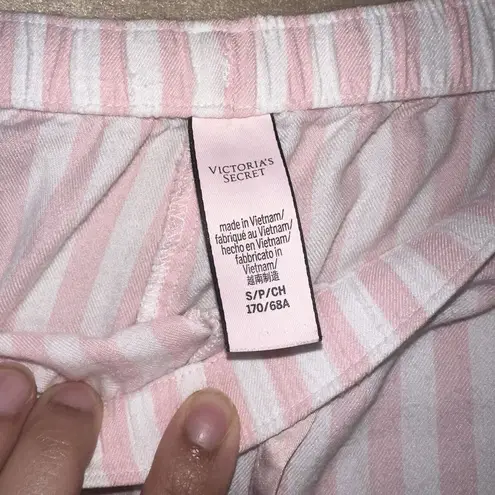 VICTORIA'S
SECRET
made in Vietnam/
fabriqué au Vietnam/
hecho en Vietnam/
fabbricato in
Vietnam/
越南制造
S/P/CH
170/68A